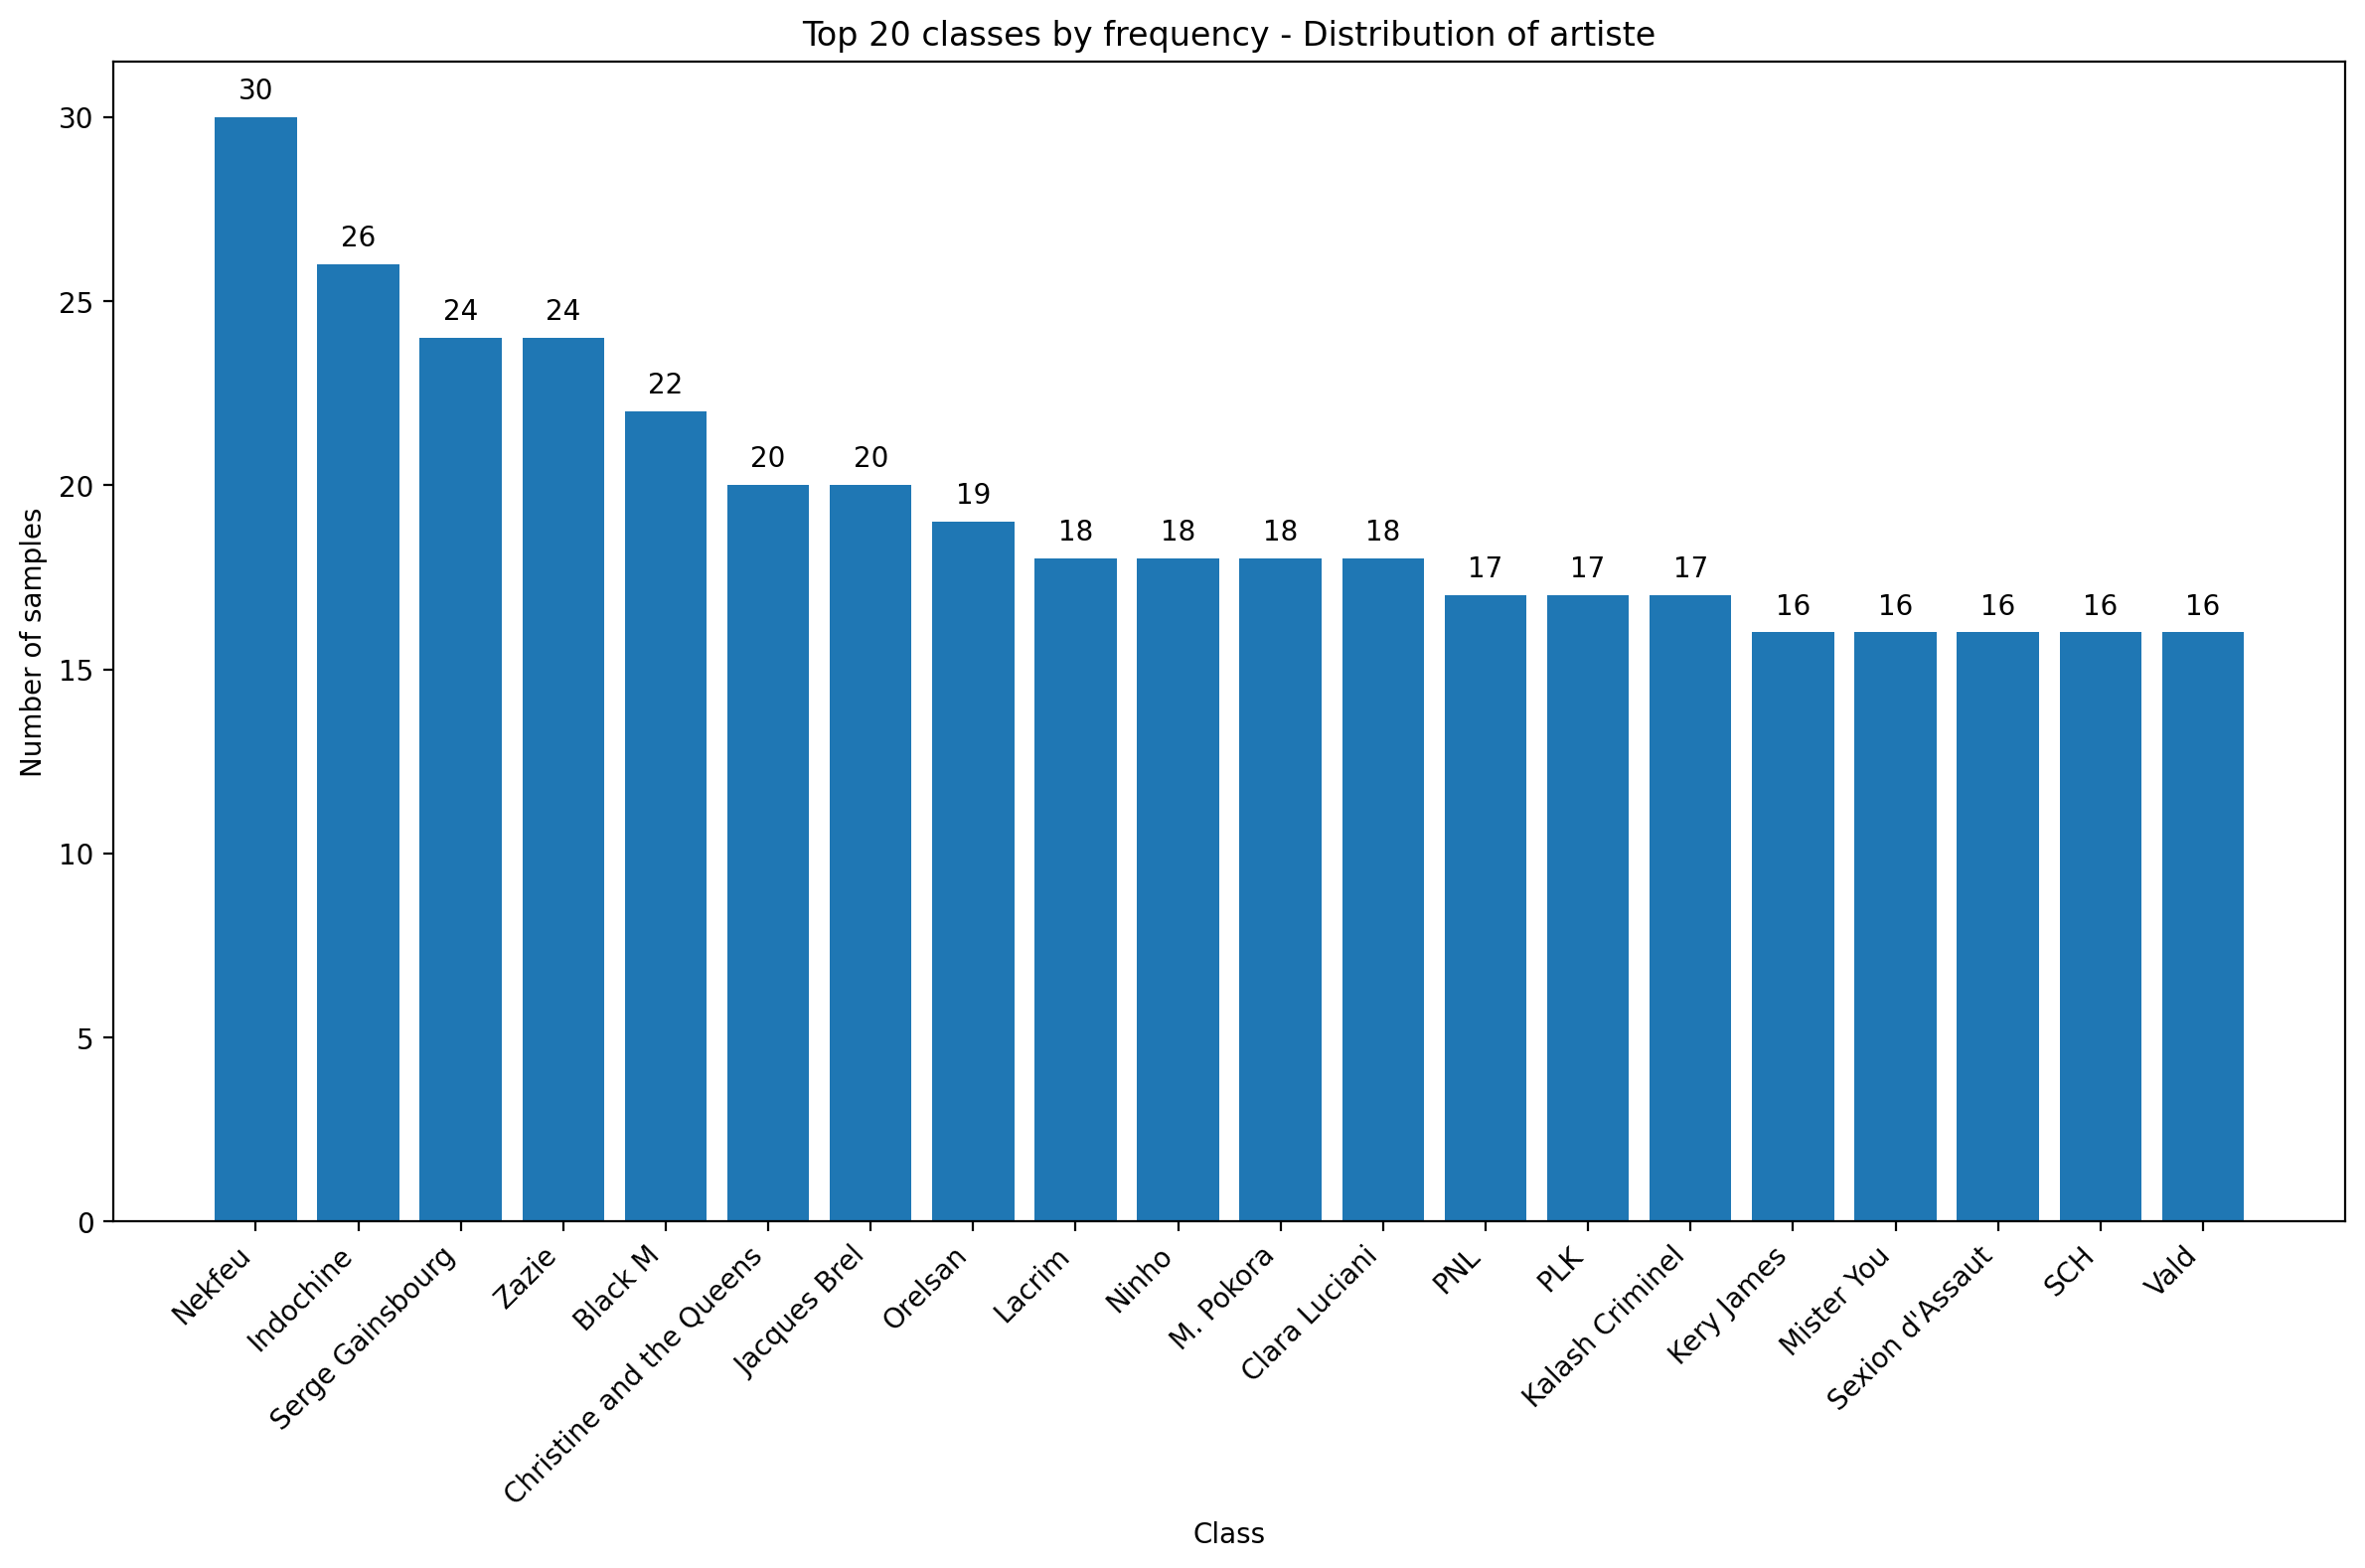 Top 20 classes by frequency - Distribution of artiste
30
26
24
24
22
20
20
19
18
18
18
18
17
17
17
16
16
16
16
16
30
25
20
15
10
5
0
Number of samples
Nekfeu
Indochine
Serge Gainsbourg
Zazie
Black M
Christine and the Queens
Jacques Brel
Orelsan
Lacrim
Ninho
M. Pokora
Clara Luciani
PNL
PLK
Kalash Criminel
Kery James
Mister You
Sexion d'Assaut
SCH
Vald
Class